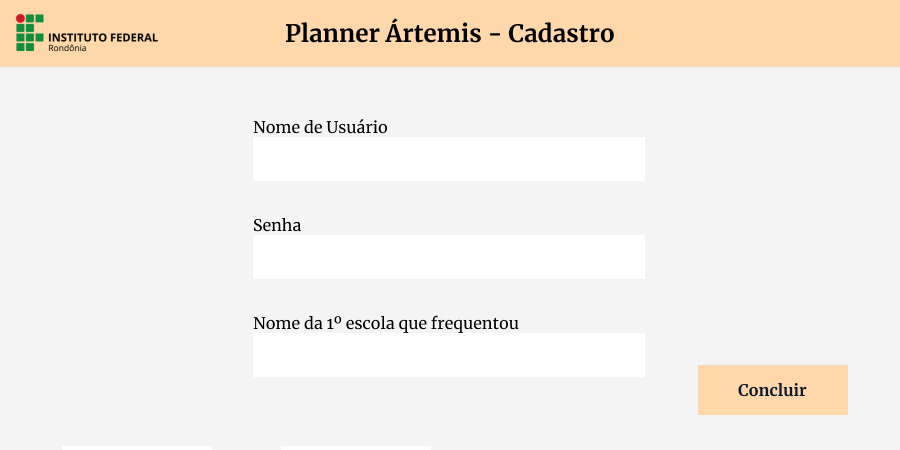 INSTITUTO FEDERAL
Rondônia
Planner Ártemis - Cadastro
Nome de Usuário
Senha
Nome da 1º escola que frequentou
Concluir